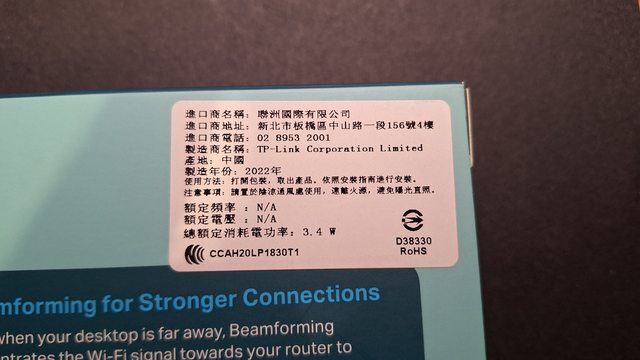 進口商名稱: 聯洲國際有限公司
進口商地址: 新北市板橋區中山路一段156號4樓
進口商電話: 02 8953 2001
製造商名稱: TP-Link Corporation Limited
產地: 中國
製造年份: 2022年
使用方法: 打開包裝，取出產品。依照安裝指南進行安裝。
注意事項: 請置於陰涼通風處使用，遠離火源，避免陽光直照。
額定頻率 : N/A
額定電壓 : N/A
總額定消耗電功率: 3.4 W
CCAH20LP1830T1
D38330
RoHS
mforming for Stronger Connections
when your desktop is far away, Beamforming
entrates the Wi-Fi signal towards your router to